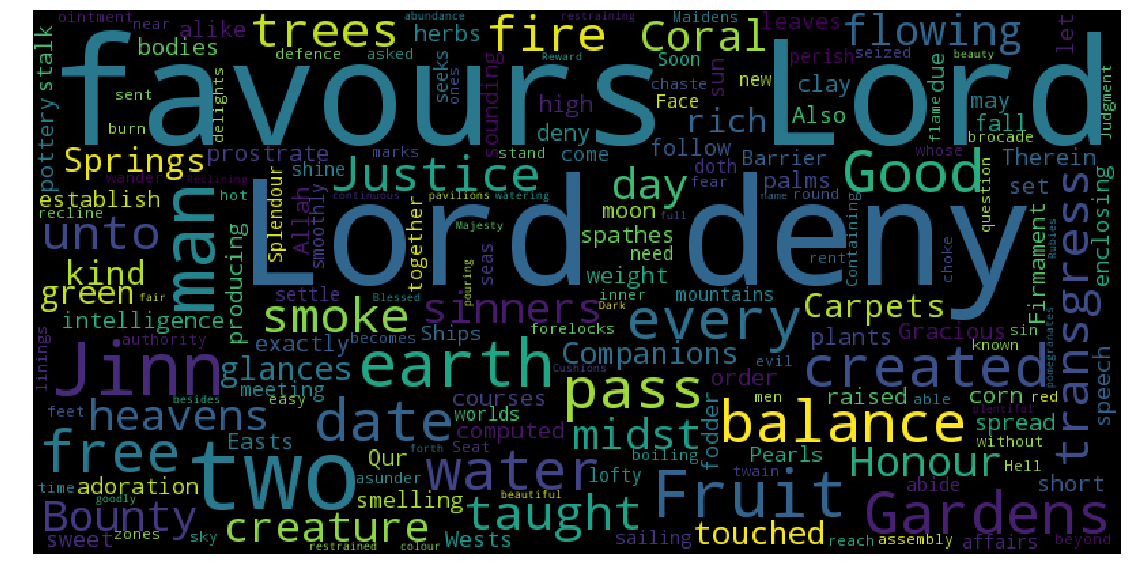 ointment near alike abundance restraining Maidens
bodies trees defence asked herbs fire Reward Soon Coral leaves perish flowing seized let beauty
favours Lord
stalk sent seeks ones high sounding chaste sun new clay due flame Judgment
pottery burn delights deny Face rich Also may fall brocade
Springs prostrate marks stand come follow doth Barrier whose Therein
wander Reclining shine Justice fear day palms Good set question
establish hot Splendour Allah smoothly continuous pavilions watering moon round containing enclosing
recline man Lord deny
unto together Majesty full name spathes need rent choke Firmament Rubies transgress
kind producing seas weight
green fair settle Blessed pouring sinners inner mountains Carpets
intelligence smoke Dark every sin
linings authority exactly becomes Ships forelocks plants Gracious known pomegranates
Jinn glances Companions evil created speech
besides meeting Cushions earth pass order
feet heavens easy courses men raised able corn red
date worlds midst balance spread plentiful
free Easts computed fodder Pearls without
two Qur forth Seat asunder water boiling lofty twain Honour Hell
time adoration smelling Fruit abide short
goodly beautiful taught touched
Bounty creature Gardens
sweet zones sky restrained colour Wests sailing reach assembly affairs beyond